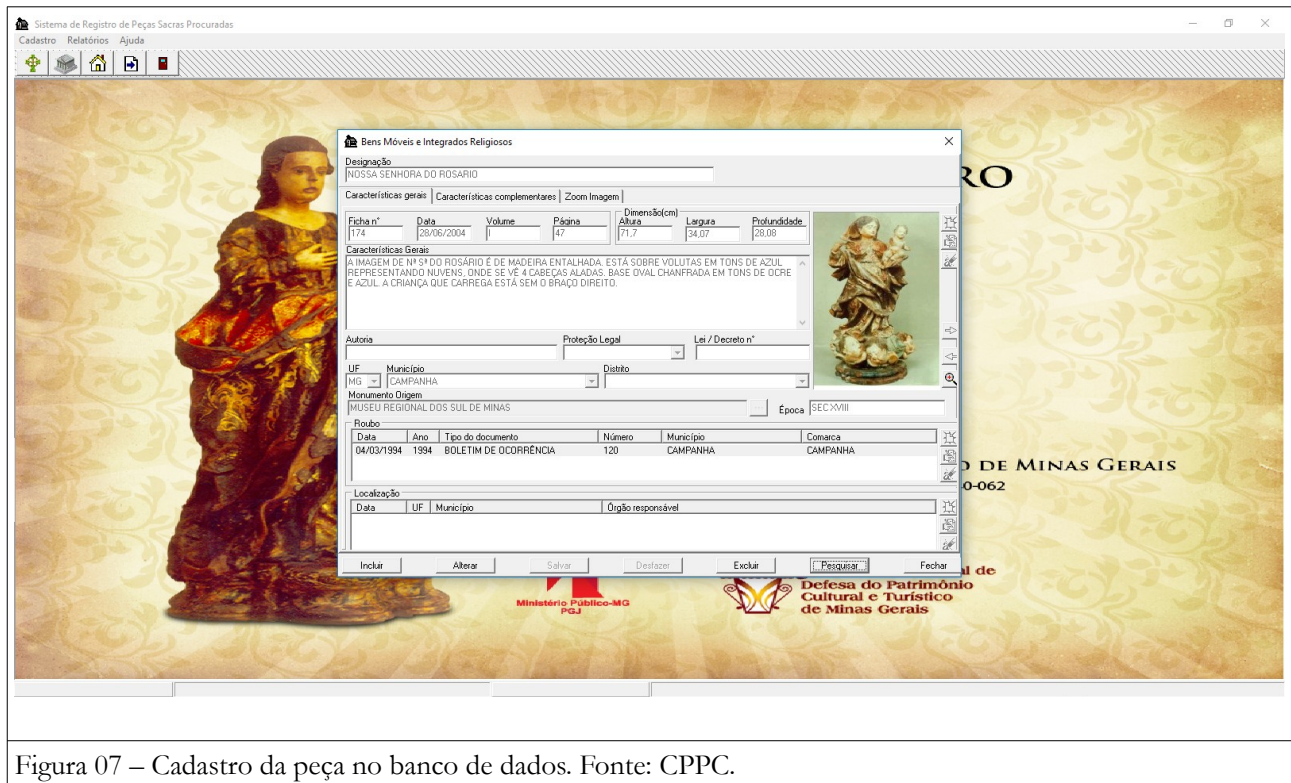 Sistema de Registro de Peças Sacras Procuradas
Cadastro Relatórios Ajuda
RO
Bens Móveis e Integrados Religiosos
Designação
NOSSA SENHORA DO ROSARIO
Características gerais Características complementares Zoom Imagem
Dimensão(cm)
Ficha n° Data Volume Página Altura Largura Profundidade
174 28/06/2004 I 47 71,7 34,07 28,08
Características Gerais
A IMAGEM DE Nª Sª DO ROSÁRIO É DE MADEIRA ENTALHADA. ESTÁ SOBRE VOLUTAS EM TONS DE AZUL
REPRESENTANDO NUVENS, ONDE SE VÊ 4 CABEÇAS ALADAS. BASE OVAL CHANFRADA EM TONS DE OCRE
E AZUL. A CRIANÇA QUE CARREGA ESTÁ SEM O BRAÇO DIREITO.
Autoria Proteção Legal Lei / Decreto n°
UF Município Distrito
MG CAMPANHA
Monumento Origem
MUSEU REGIONAL DOS SUL DE MINAS Época SEC XVIII
Roubo
Data Ano Tipo do documento Número Município Comarca
04/03/1994 1994 BOLETIM DE OCORRÊNCIA 120 CAMPANHA CAMPANHA
O DE MINAS GERAIS
0-062
Localização
Data UF Município Órgão responsável
Incluir Alterar Salvar Desfazer Excluir Pesquisar Fechar
al de
Defesa do Patrimônio
Cultural e Turístico
de Minas Gerais
Ministério Público-MG
PGJ
Figura 07 – Cadastro da peça no banco de dados. Fonte: CPPC.